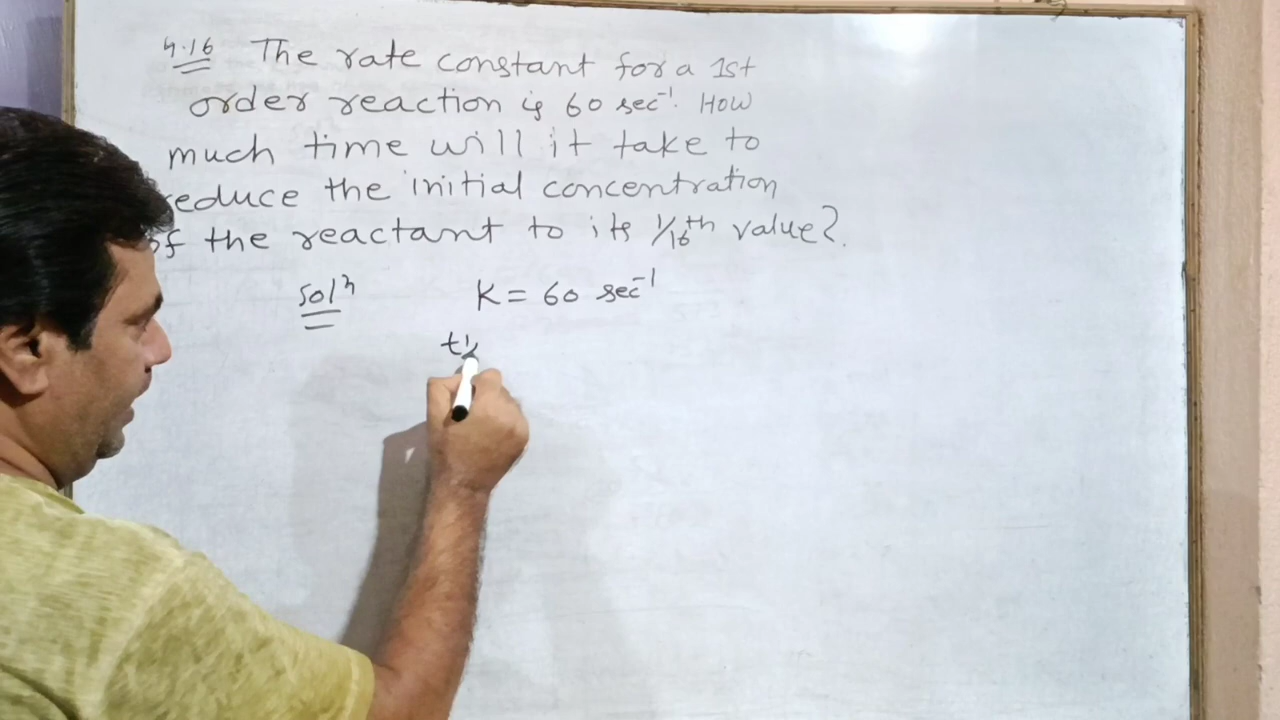 4.16 The rate constant for a 1st
order reaction is 60 sec⁻¹. How
much time will it take to
reduce the initial concentration
of the reactant to its 1/16th value?.
Solⁿ K = 60 sec⁻¹
t½